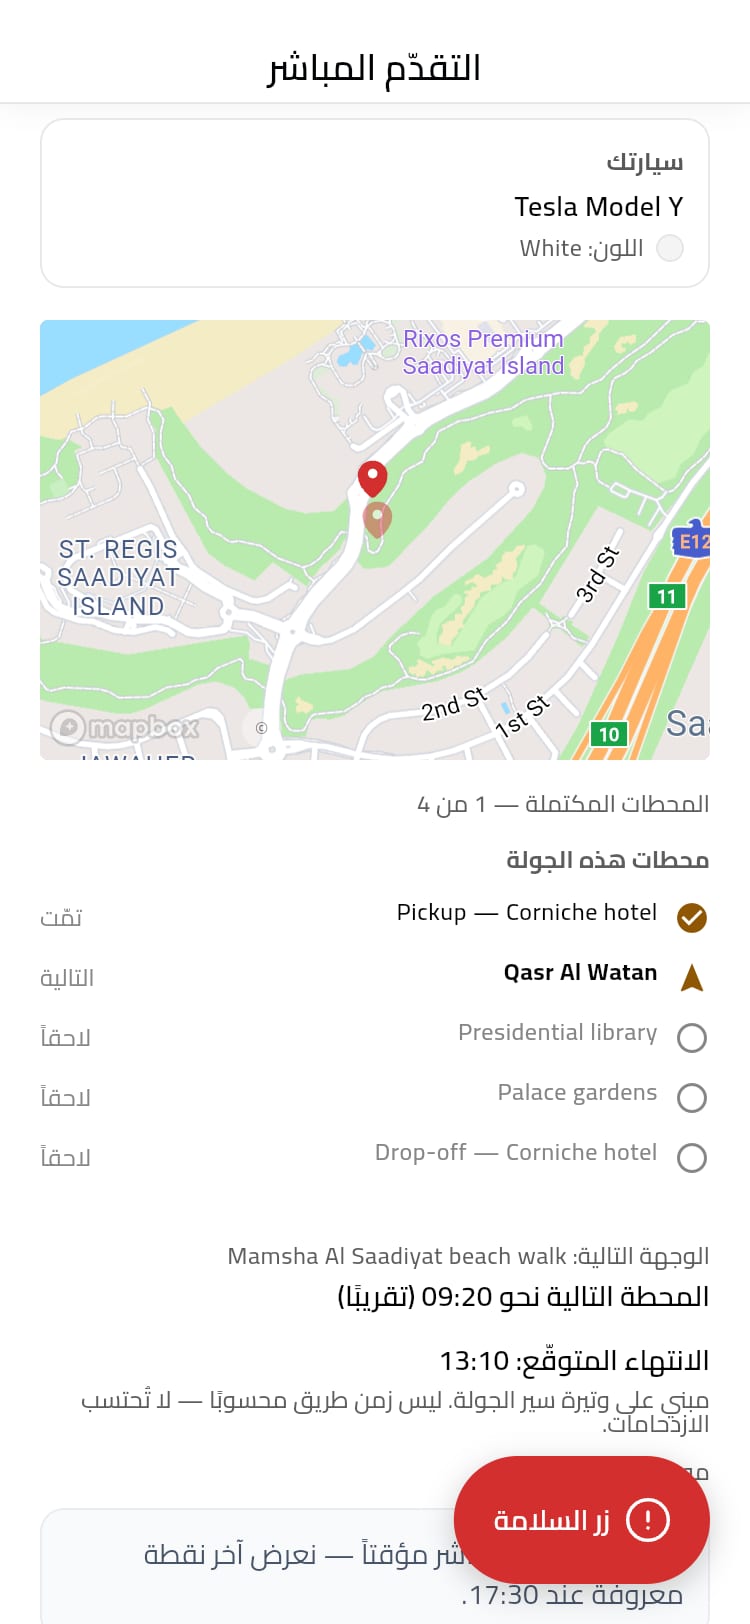 التقدّم المباشر
سيارتك
Tesla Model Y
اللون: White
Rixos Premium
Saadiyat Island
ST. REGIS
SAADIYAT
ISLAND
3rd St
E12
11
2nd St
1st St
10
mapbox
©
المحطات المكتملة — 1 من 4
محطات هذه الجولة
Pickup — Corniche hotel تمّت
Qasr Al Watan التالية
Presidential library لاحقاً
Palace gardens لاحقاً
Drop-off — Corniche hotel لاحقاً
الوجهة التالية: Mamsha Al Saadiyat beach walk
المحطة التالية نحو 09:20 (تقريبًا)
الانتهاء المتوقّع: 13:10
مبني على وتيرة سير الجولة. ليس زمن طريق محسوبًا — لا تُحتسب
الازدحامات.
زر السلامة
مؤقتاً — نعرض آخر نقطة
معروفة عند 17:30.